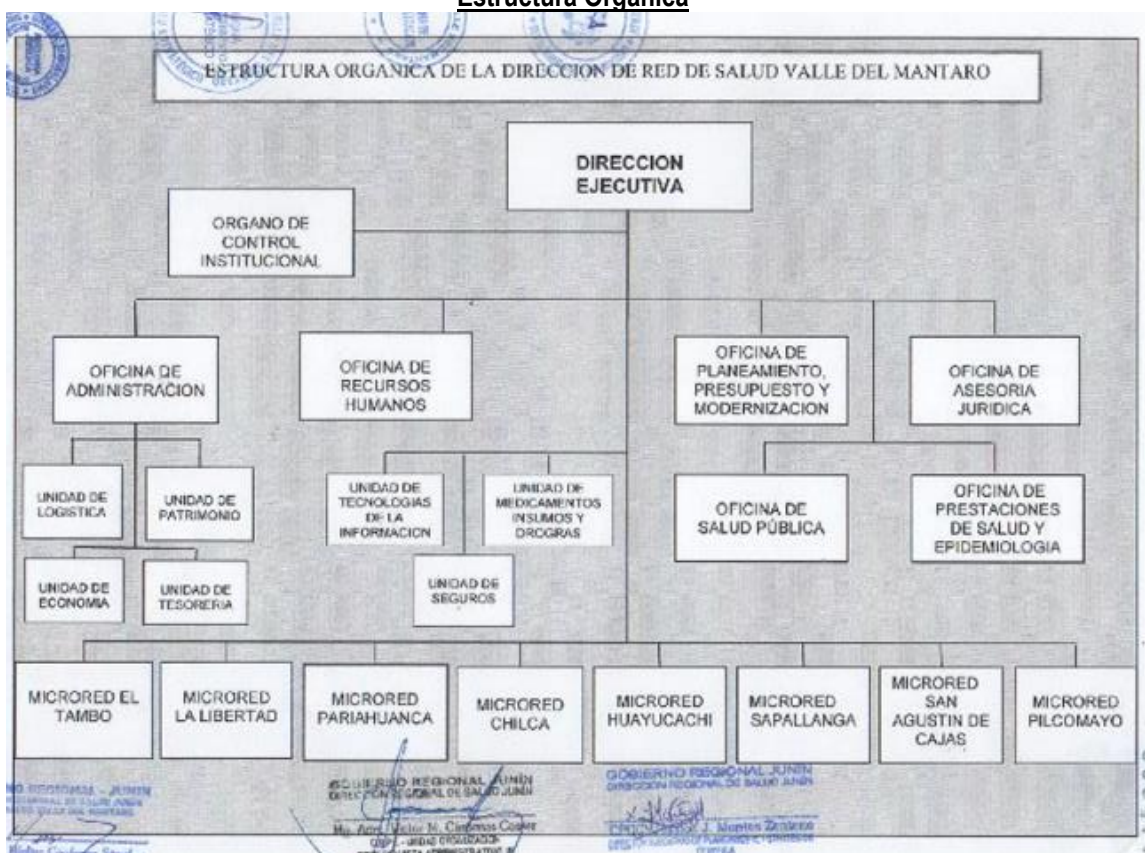 Estructura Orgánica
ESTRUCTURA ORGANICA DE LA DIRECCION DE RED DE SALUD VALLE DEL MANTARO
DIRECCION
EJECUTIVA
ORGANO DE
CONTROL
INSTITUCIONAL
OFICINA DE
ADMINISTRACION
OFICINA DE
RECURSOS
HUMANOS
OFICINA DE
PLANEAMIENTO,
PRESUPUESTO Y
MODERNIZACION
OFICINA DE
ASESORIA
JURIDICA
UNIDAD DE
LOGISTICA
UNIDAD DE
PATRIMONIO
UNIDAD DE
TECNOLOGIAS
DE LA
INFORMACION
UNIDAD DE
MEDICAMENTOS
INSUMOS Y
DROGRAS
OFICINA DE
SALUD PÚBLICA
OFICINA DE
PRESTACIONES
DE SALUD Y
EPIDEMIOLOGIA
UNIDAD DE
ECONOMIA
UNIDAD DE
TESORERIA
UNIDAD DE
SEGUROS
MICRORED EL
TAMBO
MICRORED
LA LIBERTAD
MICRORED
PARIAHUANCA
MICRORED
CHILCA
MICRORED
HUAYUCACHI
MICRORED
SAPALLANGA
MICRORED
SAN
AGUSTIN DE
CAJAS
MICRORED
PILCOMAYO
REGIONAL - JUNIN
GOBIERNO REGIONAL JUNIN
DIRECCION REGIONAL DE SALUD JUNIN
GOBIERNO REGIONAL JUNIN
DIRECCION REGIONAL DE SALUD JUNIN